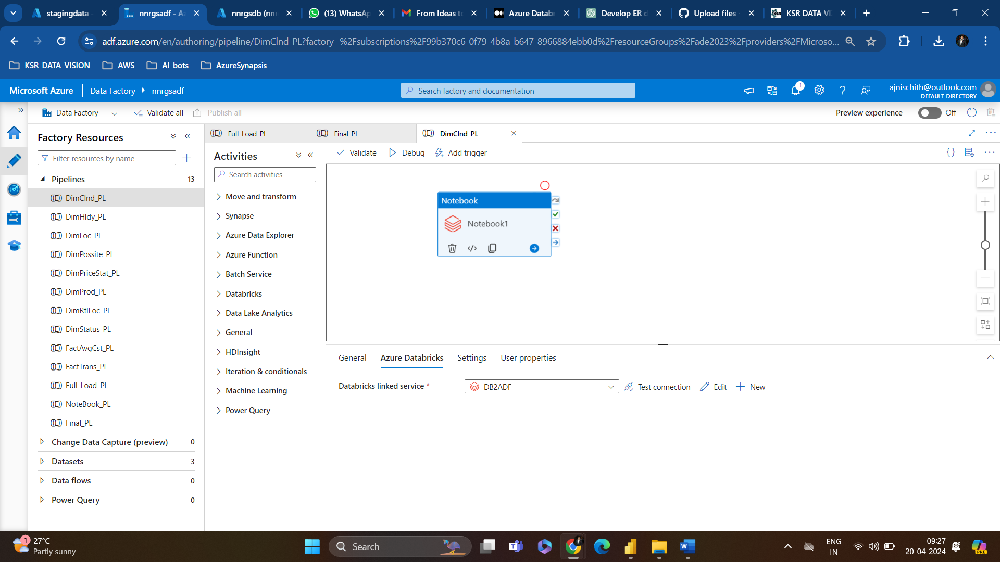 stagingdata
nnrgsadf - Az
nnrgsdb (nnr
(13) WhatsAp
From Ideas to
Azure Datab
Develop ER d
Upload files ·
KSR DATA VI
adf.azure.com/en/authoring/pipeline/DimClnd_PL?factory=%2Fsubscriptions%2F99b370c6-0f79-4b8a-b647-8966884ebb0d%2FresourceGroups%2Fade2023%2Fproviders%2FMicroso...
KSR_DATA_VISION
AWS
AI_bots
AzureSynapsis
Microsoft Azure
Data Factory
nnrgsadf
Search factory and documentation
1
ajnischith@outlook.com
DEFAULT DIRECTORY
Data Factory
Validate all
Publish all
Preview experience
Off
Factory Resources
Filter resources by name
Pipelines 13
DimClnd_PL
DimHldy_PL
DimLoc_PL
DimPossite_PL
DimPriceStat_PL
DimProd_PL
DimRtlLoc_PL
DimStatus_PL
FactAvgCst_PL
FactTrans_PL
Full_Load_PL
NoteBook_PL
Final_PL
Change Data Capture (preview) 0
Datasets 3
Data flows 0
Power Query 0
Full_Load_PL
Final_PL
DimClnd_PL
Activities
Search activities
Move and transform
Synapse
Azure Data Explorer
Azure Function
Batch Service
Databricks
Data Lake Analytics
General
HDInsight
Iteration & conditionals
Machine Learning
Power Query
Validate
Debug
Add trigger
Notebook
Notebook1
General
Azure Databricks
Settings
User properties
Databricks linked service *
DB2ADF
Test connection
Edit
New
1
27°C
Partly sunny
Search
ENG
IN
09:27
20-04-2024
PRE